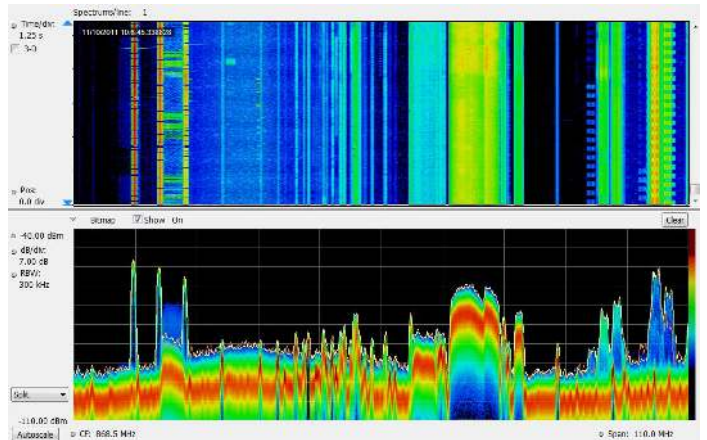 Spectrums/line: 1
Time/div:
1.25 s
3-D
Pos:
0.0 div
Bitmap Show On
Clear
-40.00 dBm
dB/div:
7.00 dB
RBW:
300 kHz
Split
-110.00 dBm
Autoscale
CF: 868.5 MHz
Span: 110.0 MHz